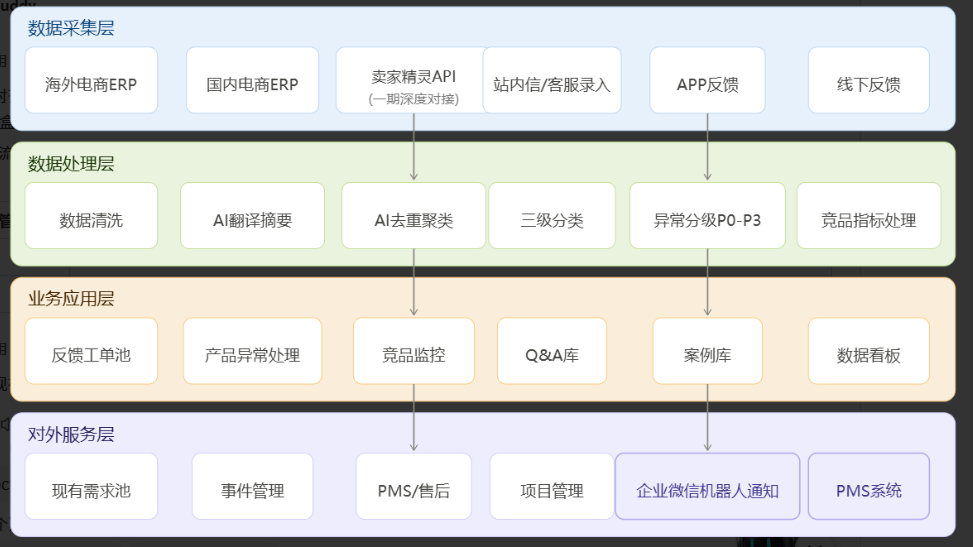 uddy
数据采集层
海外电商ERP
国内电商ERP
卖家精灵API
(一期深度对接)
站内信/客服录入
APP反馈
线下反馈
数据处理层
数据清洗
AI翻译摘要
AI去重聚类
三级分类
异常分级P0-P3
竞品指标处理
业务应用层
反馈工单池
产品异常处理
竞品监控
Q&A库
案例库
数据看板
对外服务层
现有需求池
事件管理
PMS/售后
项目管理
企业微信机器人通知
PMS系统